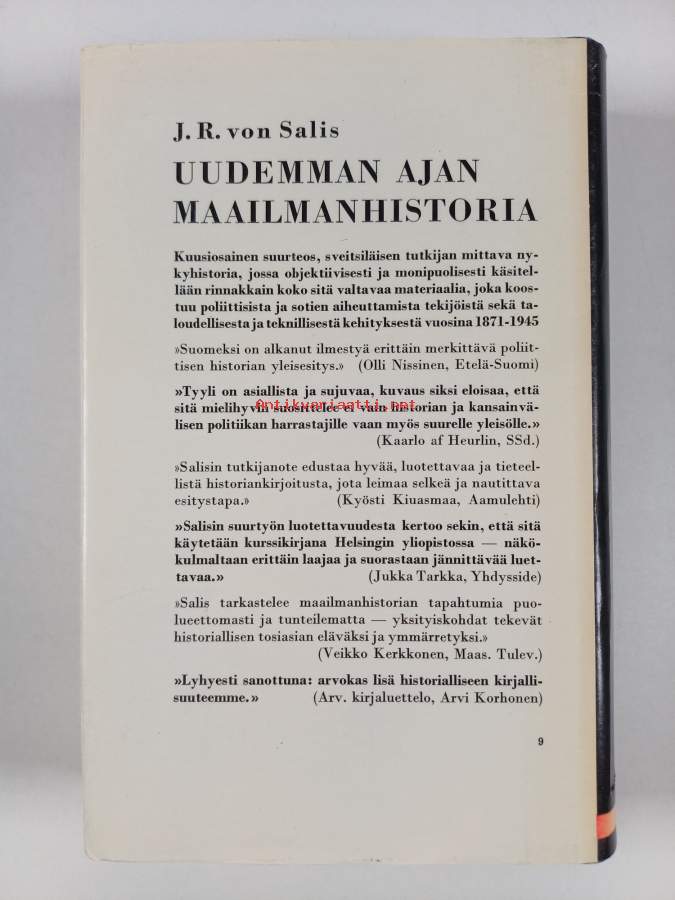 J. R. von Salis
UUDEMMAN AJAN
MAAILMANHISTORIA
Kuusiosainen suurteos, sveitsiläisen tutkijan mittava ny-
kyhistoria, jossa objektiivisesti ja monipuolisesti käsitel-
lään rinnakkain koko sitä valtavaa materiaalia, joka koos-
tuu poliittisista ja sotien aiheuttamista tekijöistä sekä ta-
loudellisesta ja teknillisestä kehityksestä vuosina 1871-1945
»Suomeksi on alkanut ilmestyä erittäin merkittävä poliit-
tisen historian yleisesitys.» (Olli Nissinen, Etelä-Suomi)
»Tyyli on asiallista ja sujuvaa, kuvaus siksi eloisaa, että
sitä mielihyvin suosittelee ei vain historian ja kansainvä-
Antikvariaatti.net
lisen politiikan harrastajille vaan myös suurelle yleisölle.»
(Kaarlo af Heurlin, SSd.)
»Salisin tutkijanote edustaa hyvää, luotettavaa ja tieteel-
listä historiankirjoitusta, jota leimaa selkeä ja nautittava
esitystapa.» (Kyösti Kiuasmaa, Aamulehti)
»Salisin suurtyön luotettavuudesta kertoo sekin, että sitä
käytetään kurssikirjana Helsingin yliopistossa — näkö-
kulmaltaan erittäin laajaa ja suorastaan jännittävää luet-
tavaa.» (Jukka Tarkka, Yhdysside)
»Salis tarkastelee maailmanhistorian tapahtumia puo-
lueettomasti ja tunteilematta — yksityiskohdat tekevät
historiallisen tosiasian eläväksi ja ymmärretyksi.»
(Veikko Kerkkonen, Maas. Tulev.)
»Lyhyesti sanottuna: arvokas lisä historialliseen kirjalli-
suuteemme.» (Arv. kirjaluettelo, Arvi Korhonen)
9